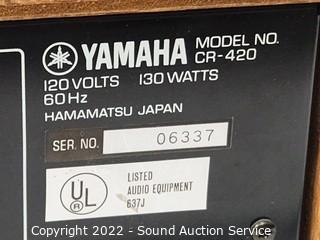 YAMAHA MODEL NO.
CR-420
120 VOLTS 130 WATTS
60 Hz
HAMAMATSU JAPAN
SER. NO. 06337
UL
®
LISTED
AUDIO EQUIPMENT
637J
Copyright 2022 - Sound Auction Service